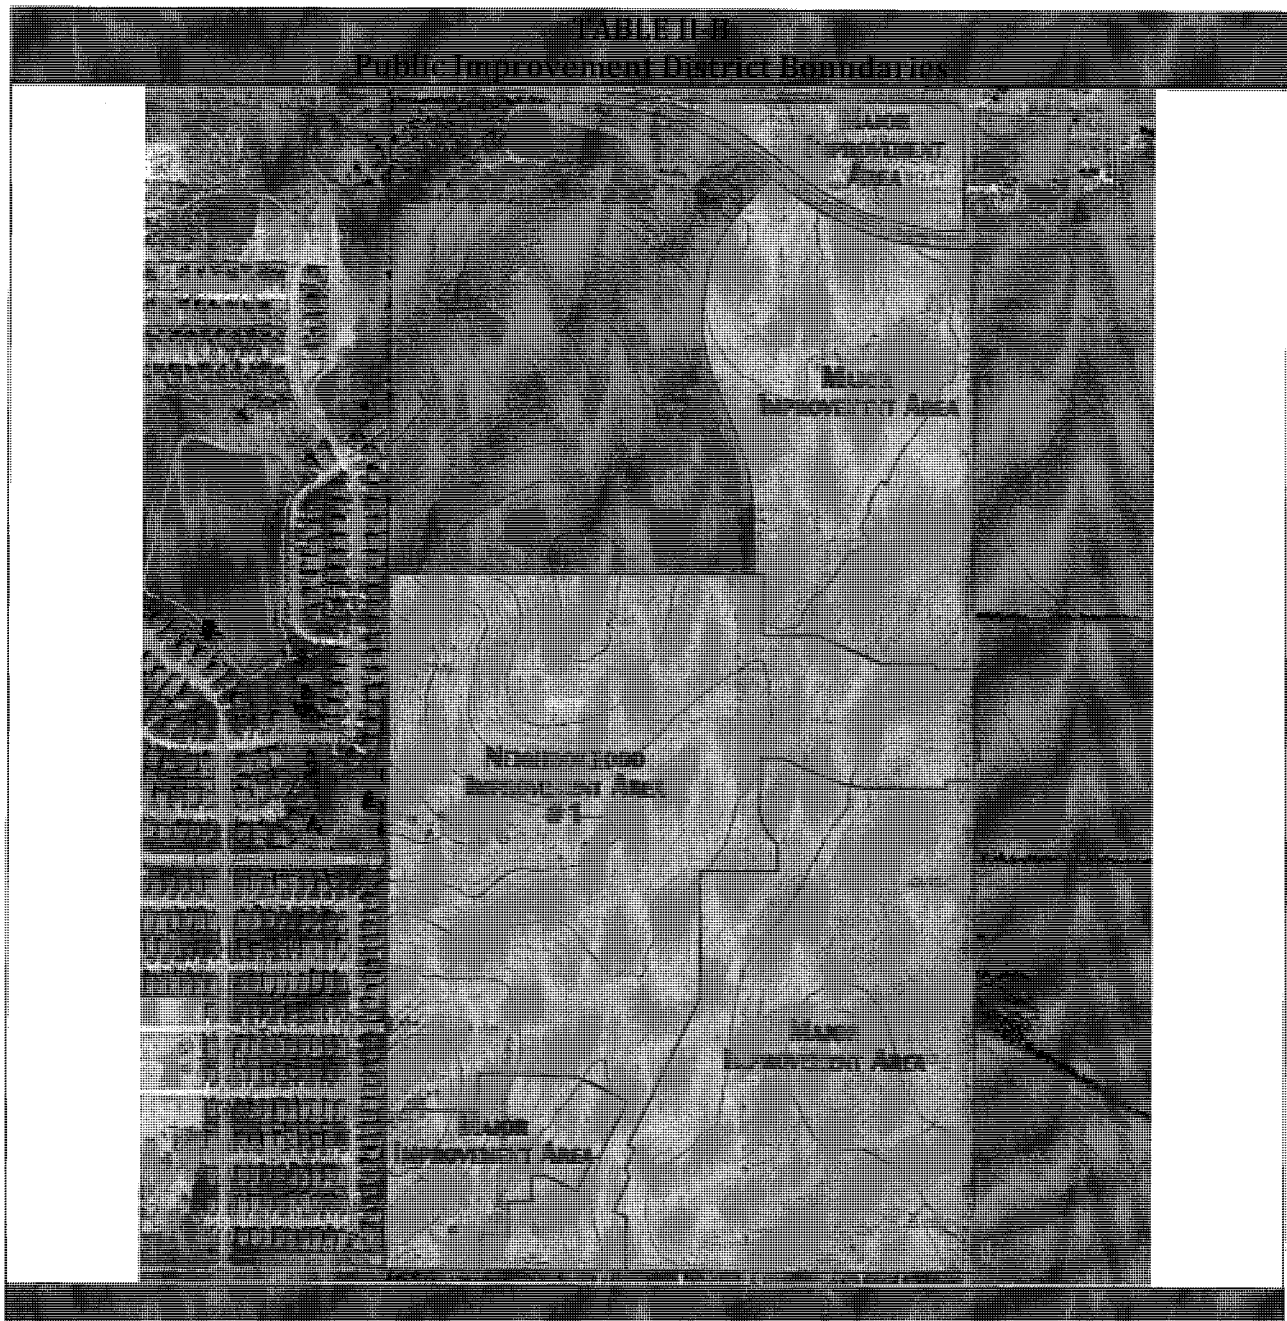 TABLE II-II
Public Improvement District Boundaries
MAJOR
IMPROVEMENT
AREA
MAJOR
IMPROVEMENT AREA
NEIGHBORHOOD
IMPROVEMENT AREA
#1
MAJOR
IMPROVEMENT AREA
MAJOR
IMPROVEMENT AREA